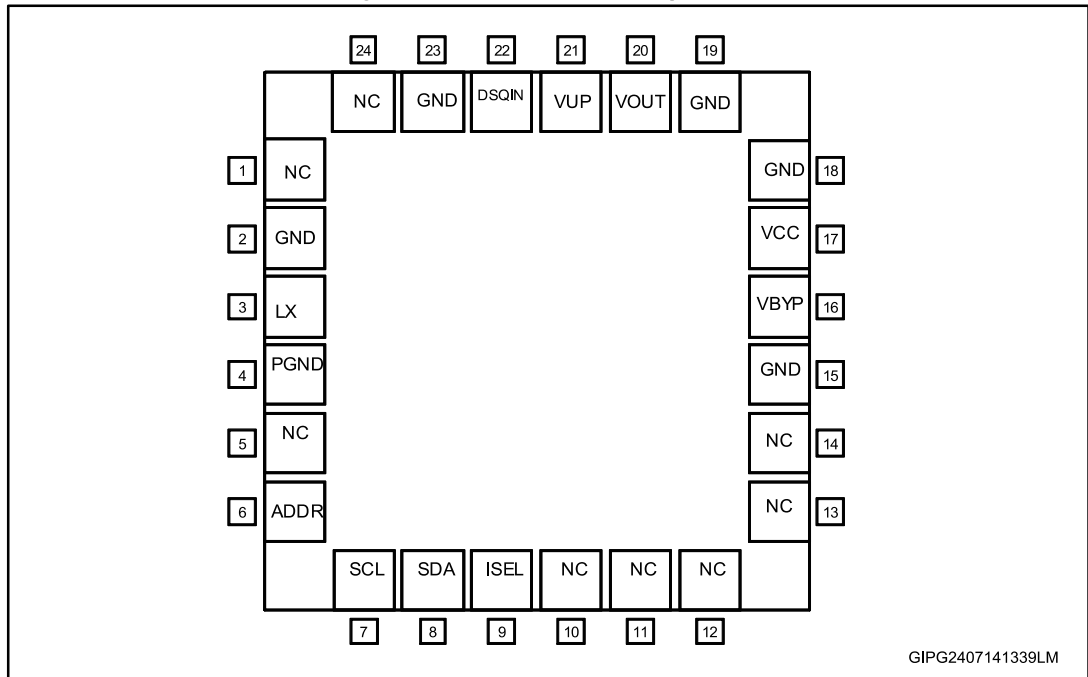 24 23 22 21 20 19
NC GND DSQIN VUP VOUT GND
1 NC GND 18
2 GND VCC 17
3 LX VBYP 16
4 PGND GND 15
5 NC NC 14
6 ADDR NC 13
SCL SDA ISEL NC NC NC
7 8 9 10 11 12
GIPG2407141339LM